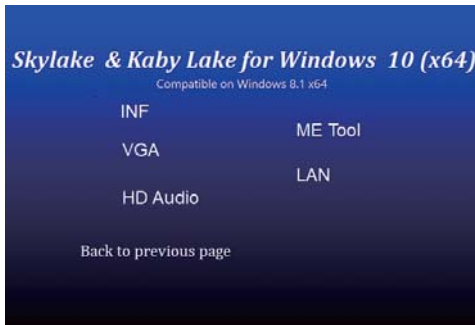 Skylake & Kaby Lake for Windows 10 (x64)
Compatible on Windows 8.1 x64
INF
ME Tool
VGA
LAN
HD Audio
Back to previous page